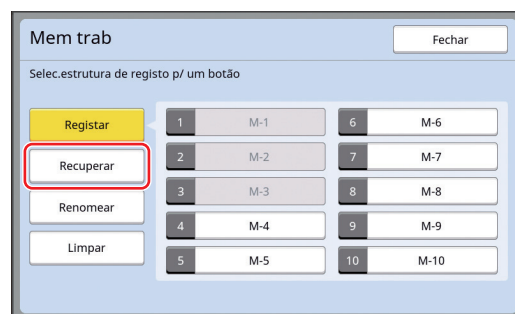 Mem trab
Fechar
Selec.estrutura de registo p/ um botão
Registar
Recuperar
Renomear
Limpar
1 M-1
2 M-2
3 M-3
4 M-4
5 M-5
6 M-6
7 M-7
8 M-8
9 M-9
10 M-10